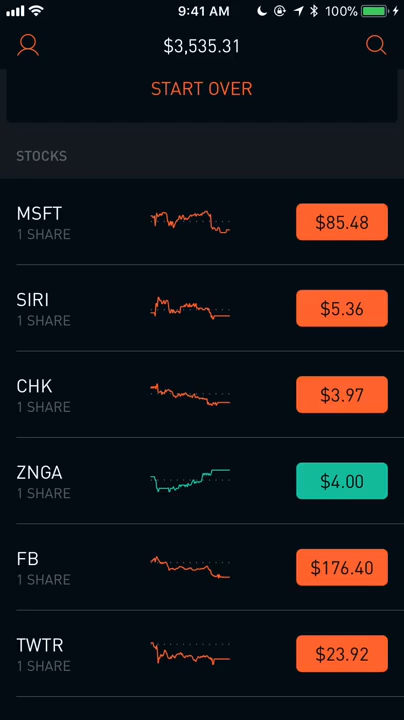 9:41 AM 100%
$3,535.31
START OVER
STOCKS
MSFT
1 SHARE
$85.48
SIRI
1 SHARE
$5.36
CHK
1 SHARE
$3.97
ZNGA
1 SHARE
$4.00
FB
1 SHARE
$176.40
TWTR
1 SHARE
$23.92